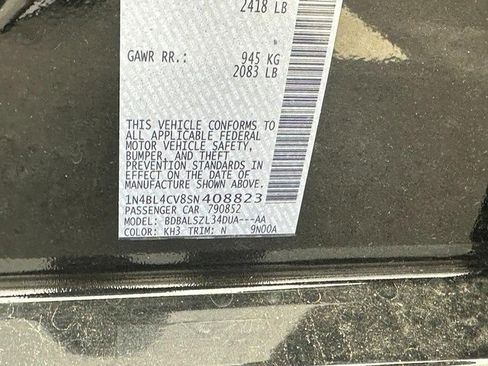 2418 LB
GAWR RR.: 945 KG
2083 LB
THIS VEHICLE CONFORMS TO
ALL APPLICABLE FEDERAL
MOTOR VEHICLE SAFETY,
BUMPER, AND THEFT
PREVENTION STANDARDS IN
EFFECT ON THE DATE OF
MANUFACTURE SHOWN ABOVE.
1N4BL4CV8SN408823
PASSENGER CAR 790852
MODEL: BDBALSZL34DUA---AA
COLOR: KH3 TRIM: N 9N00A